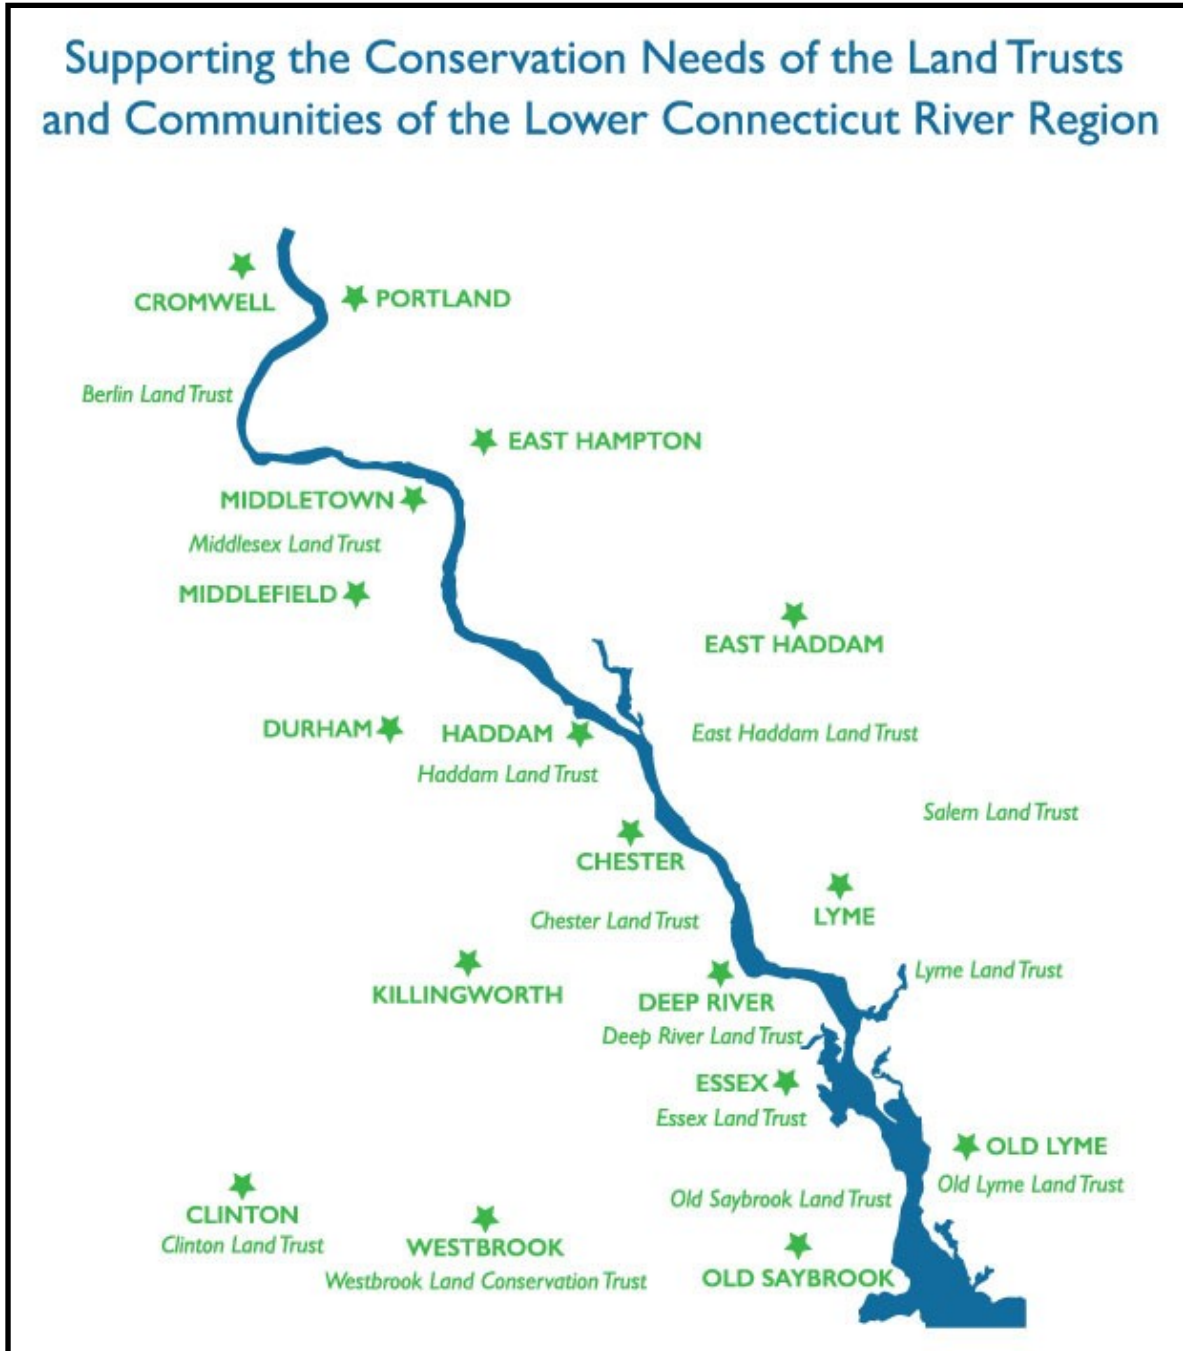 Supporting the Conservation Needs of the Land Trusts
and Communities of the Lower Connecticut River Region
CROMWELL
PORTLAND
Berlin Land Trust
EAST HAMPTON
MIDDLETOWN
Middlesex Land Trust
MIDDLEFIELD
EAST HADDAM
DURHAM
HADDAM
East Haddam Land Trust
Haddam Land Trust
Salem Land Trust
CHESTER
LYME
Chester Land Trust
Lyme Land Trust
KILLINGWORTH
DEEP RIVER
Deep River Land Trust
ESSEX
Essex Land Trust
OLD LYME
Old Lyme Land Trust
Old Saybrook Land Trust
CLINTON
Clinton Land Trust
WESTBROOK
Westbrook Land Conservation Trust
OLD SAYBROOK